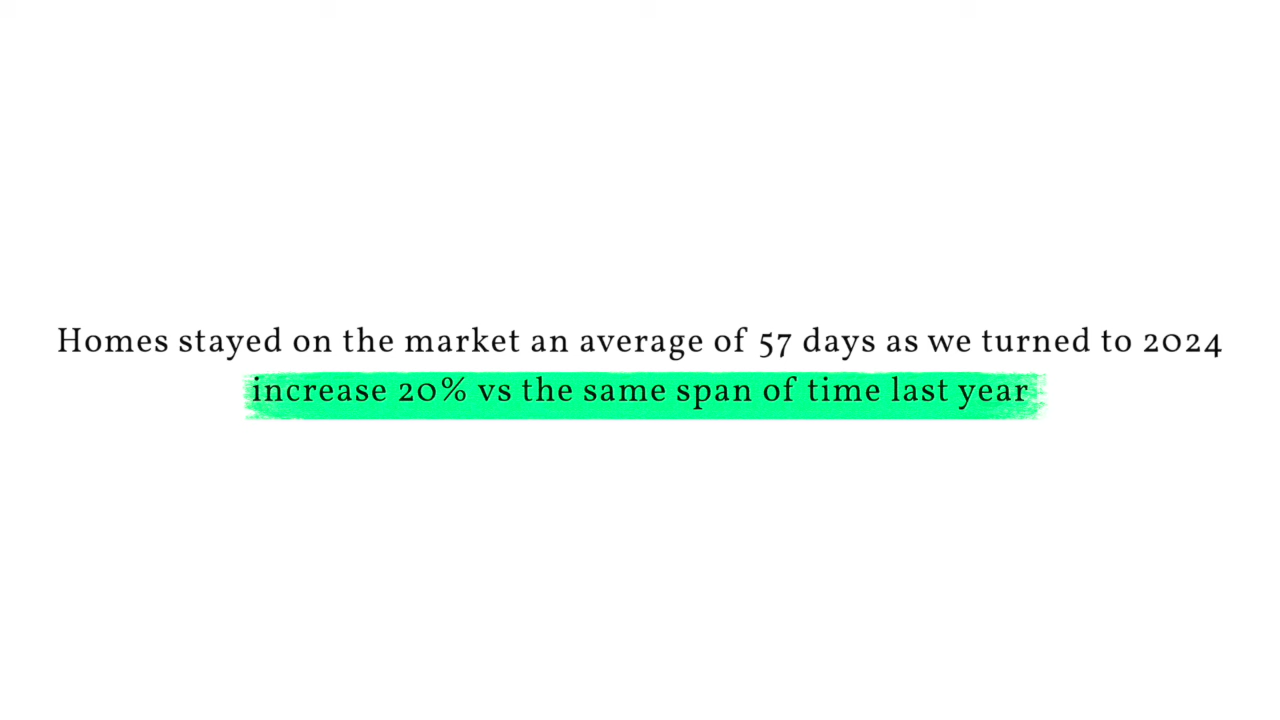 Homes stayed on the market an average of 57 days as we turned to 2024
increase 20% vs the same span of time last year